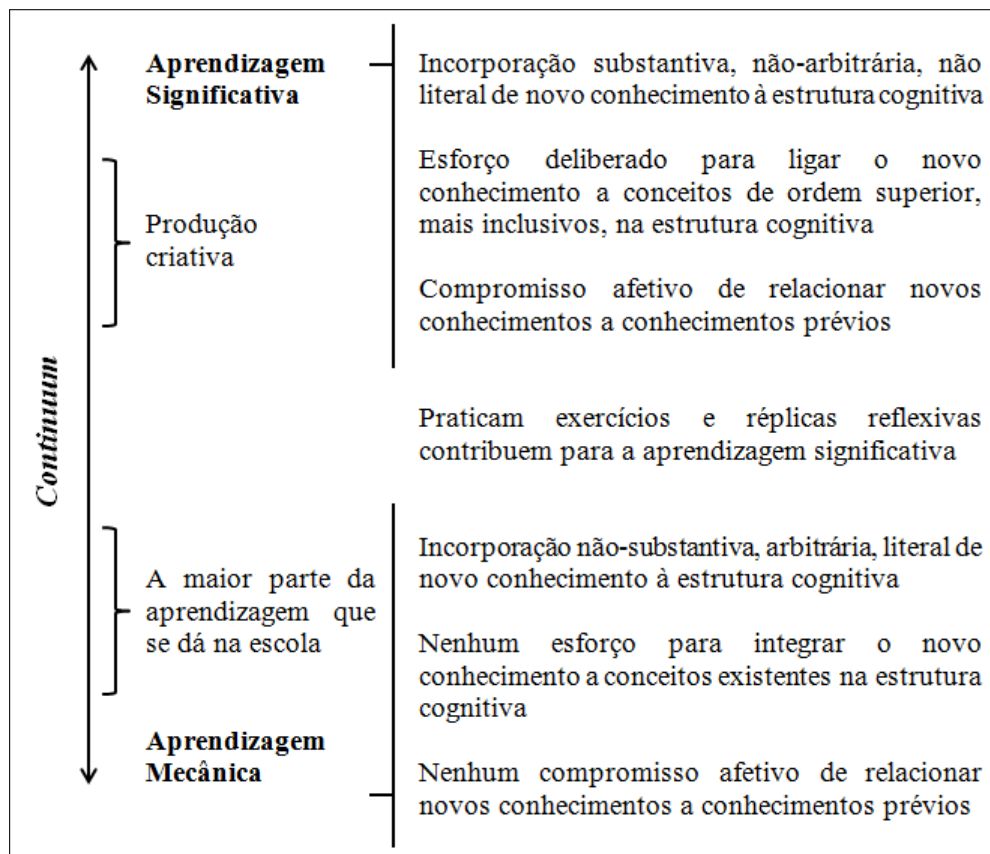 Aprendizagem
Significativa
Incorporação substantiva, não-arbitrária, não
literal de novo conhecimento à estrutura cognitiva
Esforço deliberado para ligar o novo
conhecimento a conceitos de ordem superior,
mais inclusivos, na estrutura cognitiva
Produção
criativa
Compromisso afetivo de relacionar novos
conhecimentos a conhecimentos prévios
Continuum
Praticam exercícios e réplicas reflexivas
contribuem para a aprendizagem significativa
A maior parte da
aprendizagem que
se dá na escola
Incorporação não-substantiva, arbitrária, literal de
novo conhecimento à estrutura cognitiva
Nenhum esforço para integrar o novo
conhecimento a conceitos existentes na estrutura
cognitiva
Aprendizagem
Mecânica
Nenhum compromisso afetivo de relacionar
novos conhecimentos a conhecimentos prévios